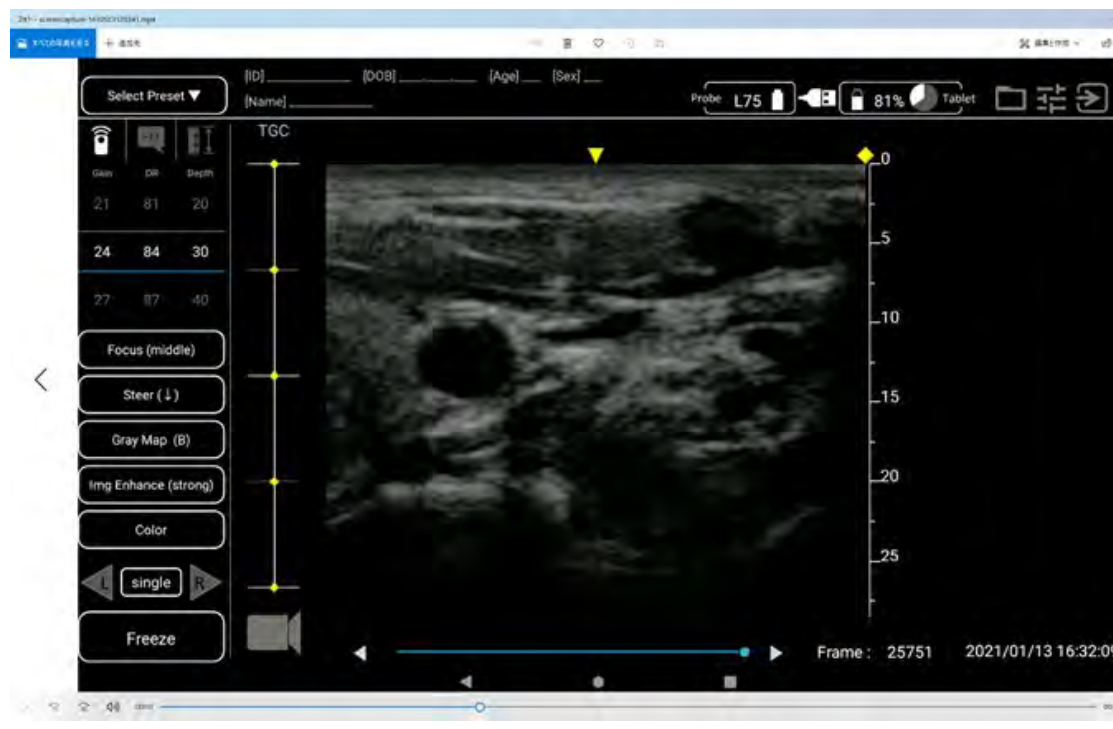 Select Preset ▼
[ID]
[DOB]
[Age]
[Sex]
[Name]
Probe L75
81% Tablet
TGC
Gain DR Depth
21 81 20
24 84 30
27 87 40
0
5
10
15
20
25
Focus (middle)
Steer (↓)
Gray Map (B)
Img Enhance (strong)
Color
L single R
Freeze
Frame : 25751
2021/01/13 16:32:09